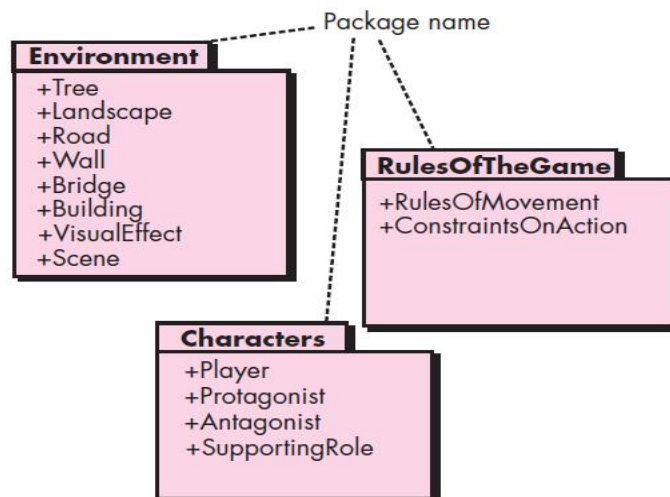 Package name
Environment
+Tree
+Landscape
+Road
+Wall
+Bridge
+Building
+VisualEffect
+Scene
RulesOfTheGame
+RulesOfMovement
+ConstraintsOnAction
Characters
+Player
+Protagonist
+Antagonist
+SupportingRole